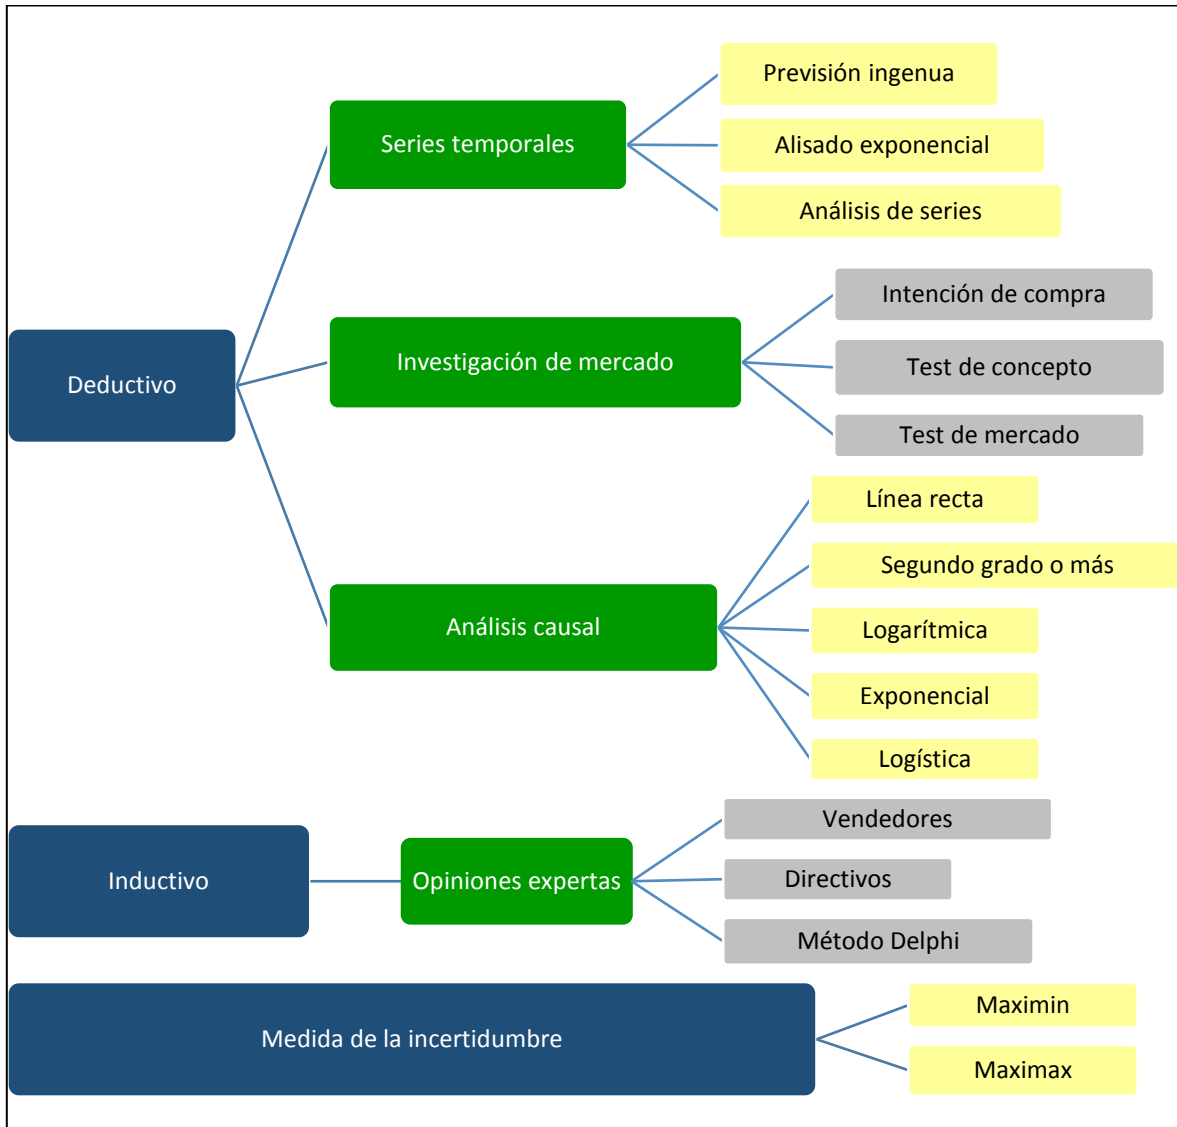 Deductivo
Series temporales
Previsión ingenua
Alisado exponencial
Análisis de series
Investigación de mercado
Intención de compra
Test de concepto
Test de mercado
Análisis causal
Línea recta
Segundo grado o más
Logarítmica
Exponencial
Logística
Inductivo
Opiniones expertas
Vendedores
Directivos
Método Delphi
Medida de la incertidumbre
Maximin
Maximax